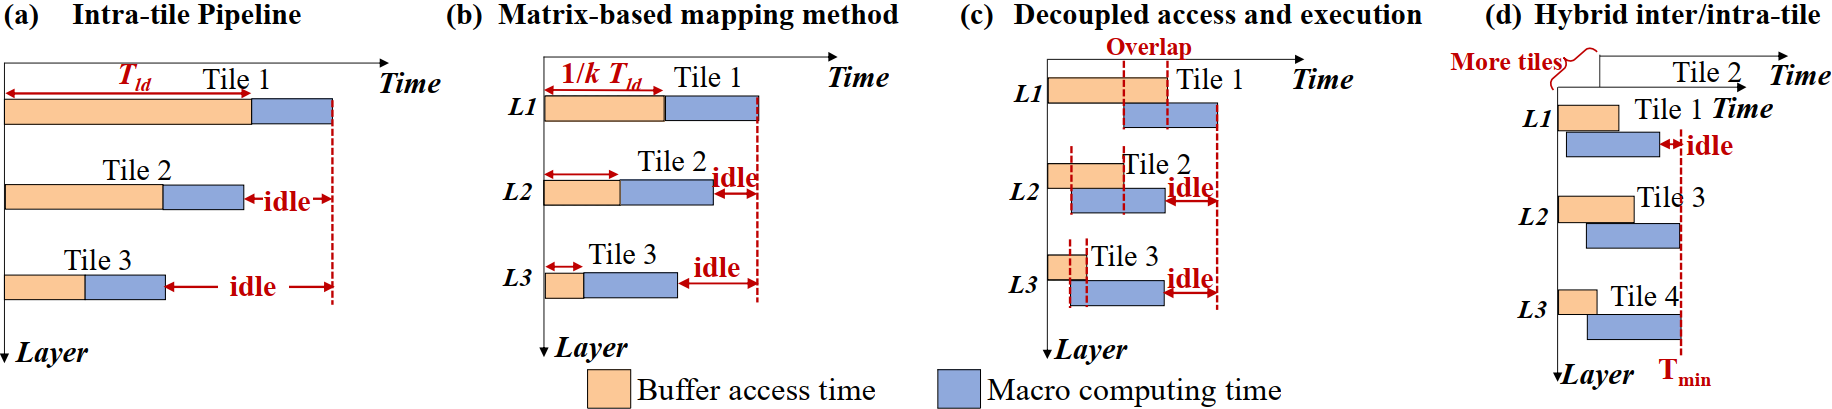 (a) Intra-tile Pipeline
T_ld
Tile 1
Time
Tile 2
idle
Tile 3
idle
Layer
(b) Matrix-based mapping method
1/k T_ld
Tile 1
Time
L1
Tile 2
idle
L2
Tile 3
idle
L3
Layer
(c) Decoupled access and execution
Overlap
Tile 1
Time
L1
Tile 2
idle
L2
Tile 3
idle
L3
Layer
(d) Hybrid inter/intra-tile
More tiles
Tile 2
Time
Tile 1
Time
L1
idle
Tile 3
L2
Tile 4
L3
T_min
Layer
Buffer access time
Macro computing time